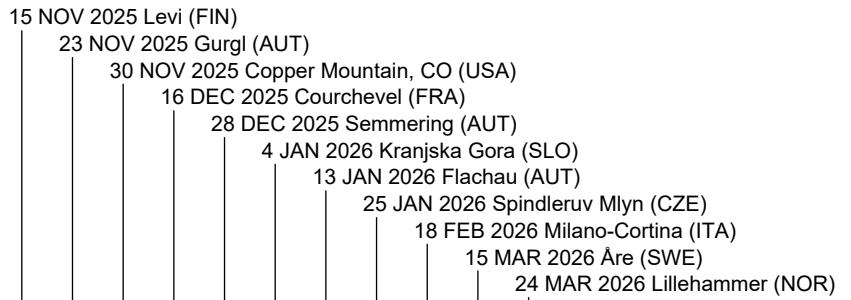 15 NOV 2025 Levi (FIN)
23 NOV 2025 Gurgl (AUT)
30 NOV 2025 Copper Mountain, CO (USA)
16 DEC 2025 Courchevel (FRA)
28 DEC 2025 Semmering (AUT)
4 JAN 2026 Kranjska Gora (SLO)
13 JAN 2026 Flachau (AUT)
25 JAN 2026 Spindleruv Mlyn (CZE)
18 FEB 2026 Milano-Cortina (ITA)
15 MAR 2026 Åre (SWE)
24 MAR 2026 Lillehammer (NOR)